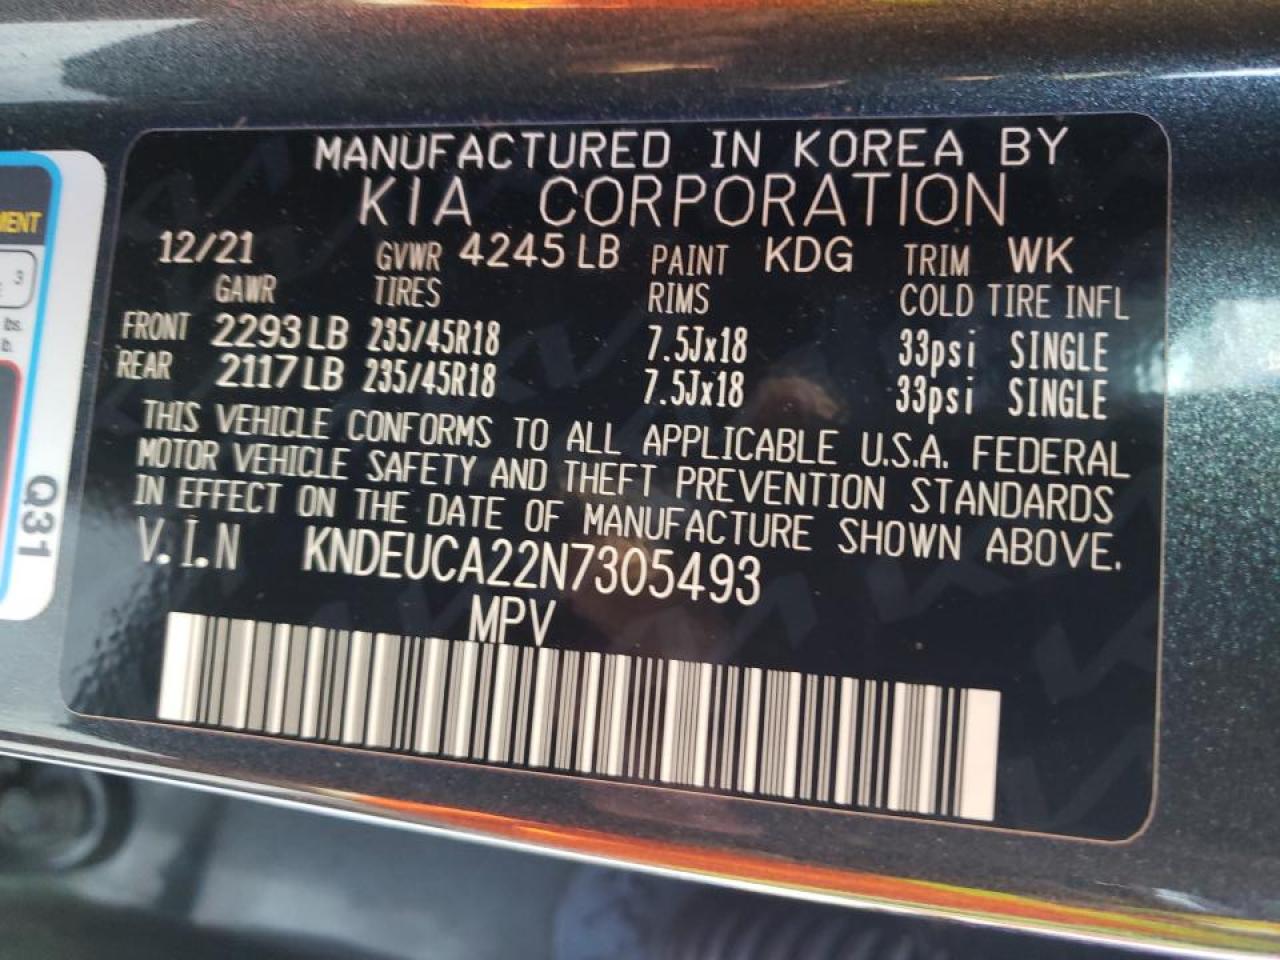 MANUFACTURED IN KOREA BY
KIA CORPORATION
12/21 GVWR 4245 LB PAINT KDG TRIM WK
GAWR TIRES RIMS COLD TIRE INFL
FRONT 2293 LB 235/45R18 7.5Jx18 33psi SINGLE
REAR 2117 LB 235/45R18 7.5Jx18 33psi SINGLE
THIS VEHICLE CONFORMS TO ALL APPLICABLE U.S.A. FEDERAL
MOTOR VEHICLE SAFETY AND THEFT PREVENTION STANDARDS
IN EFFECT ON THE DATE OF MANUFACTURE SHOWN ABOVE.
V.I.N KNDEUCA22N7305493
MPV
MENT
3
lbs.
b.
Q31